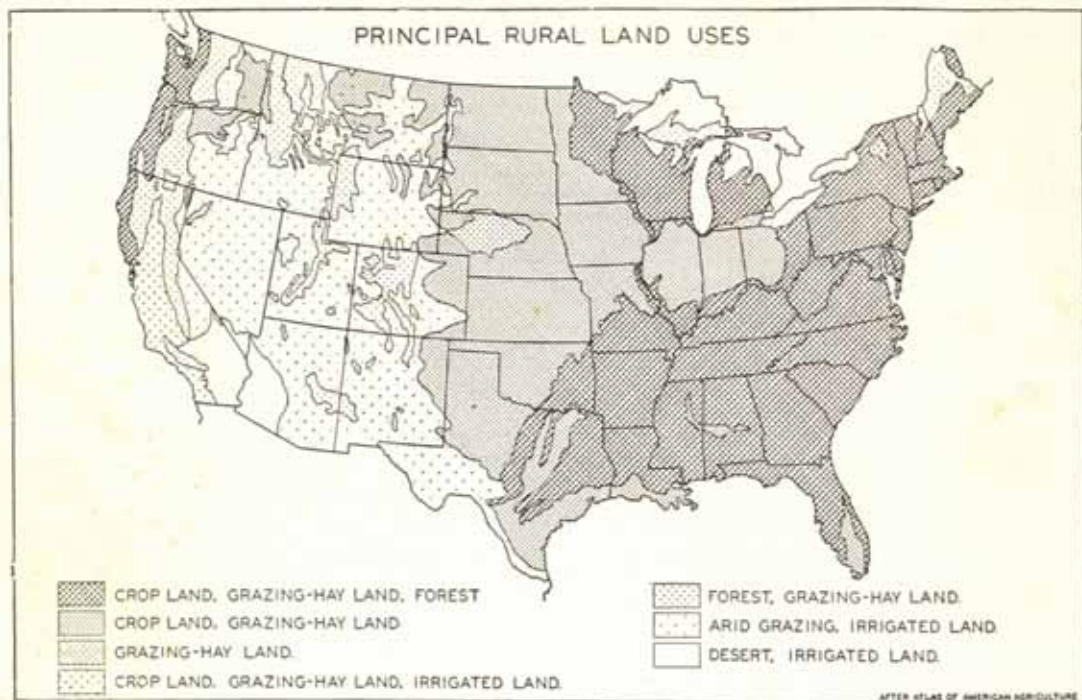 PRINCIPAL RURAL LAND USES
CROP LAND, GRAZING-HAY LAND, FOREST
CROP LAND, GRAZING-HAY LAND
GRAZING-HAY LAND.
CROP LAND, GRAZING-HAY LAND, IRRIGATED LAND.
FOREST, GRAZING-HAY LAND.
ARID GRAZING, IRRIGATED LAND.
DESERT, IRRIGATED LAND.
AFTER ATLAS OF AMERICAN AGRICULTURE